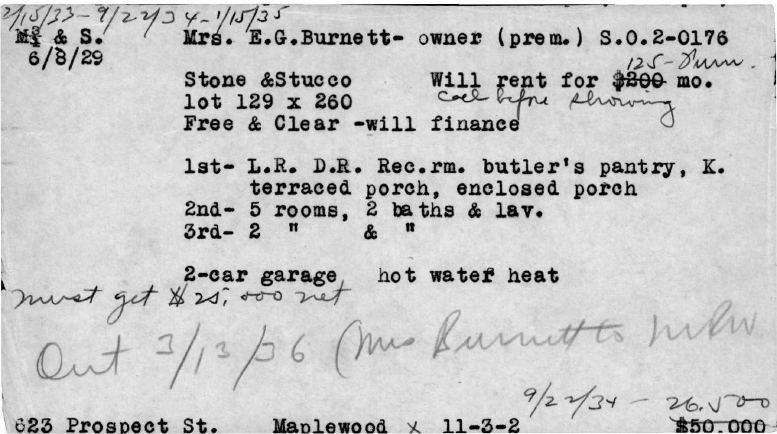 2/15/33-9/22/34-1/15/35
M & S. Mrs. E.G.Burnett- owner (prem.) S.O.2-0176
6/8/29
125-
Stone &Stucco Will rent for $200 mo.
lot 129 x 260 Call before showing
Free & Clear -will finance
1st- L.R. D.R. Rec.rm. butler's pantry, K.
terraced porch, enclosed porch
2nd- 5 rooms, 2 baths & lav.
3rd- 2 " & "
2-car garage hot water heat
must get $25,000 net
Out 3/13/36 (Mrs Burnett to
9/22/34 - 26.500
623 Prospect St. Maplewood x 11-3-2 $50.000